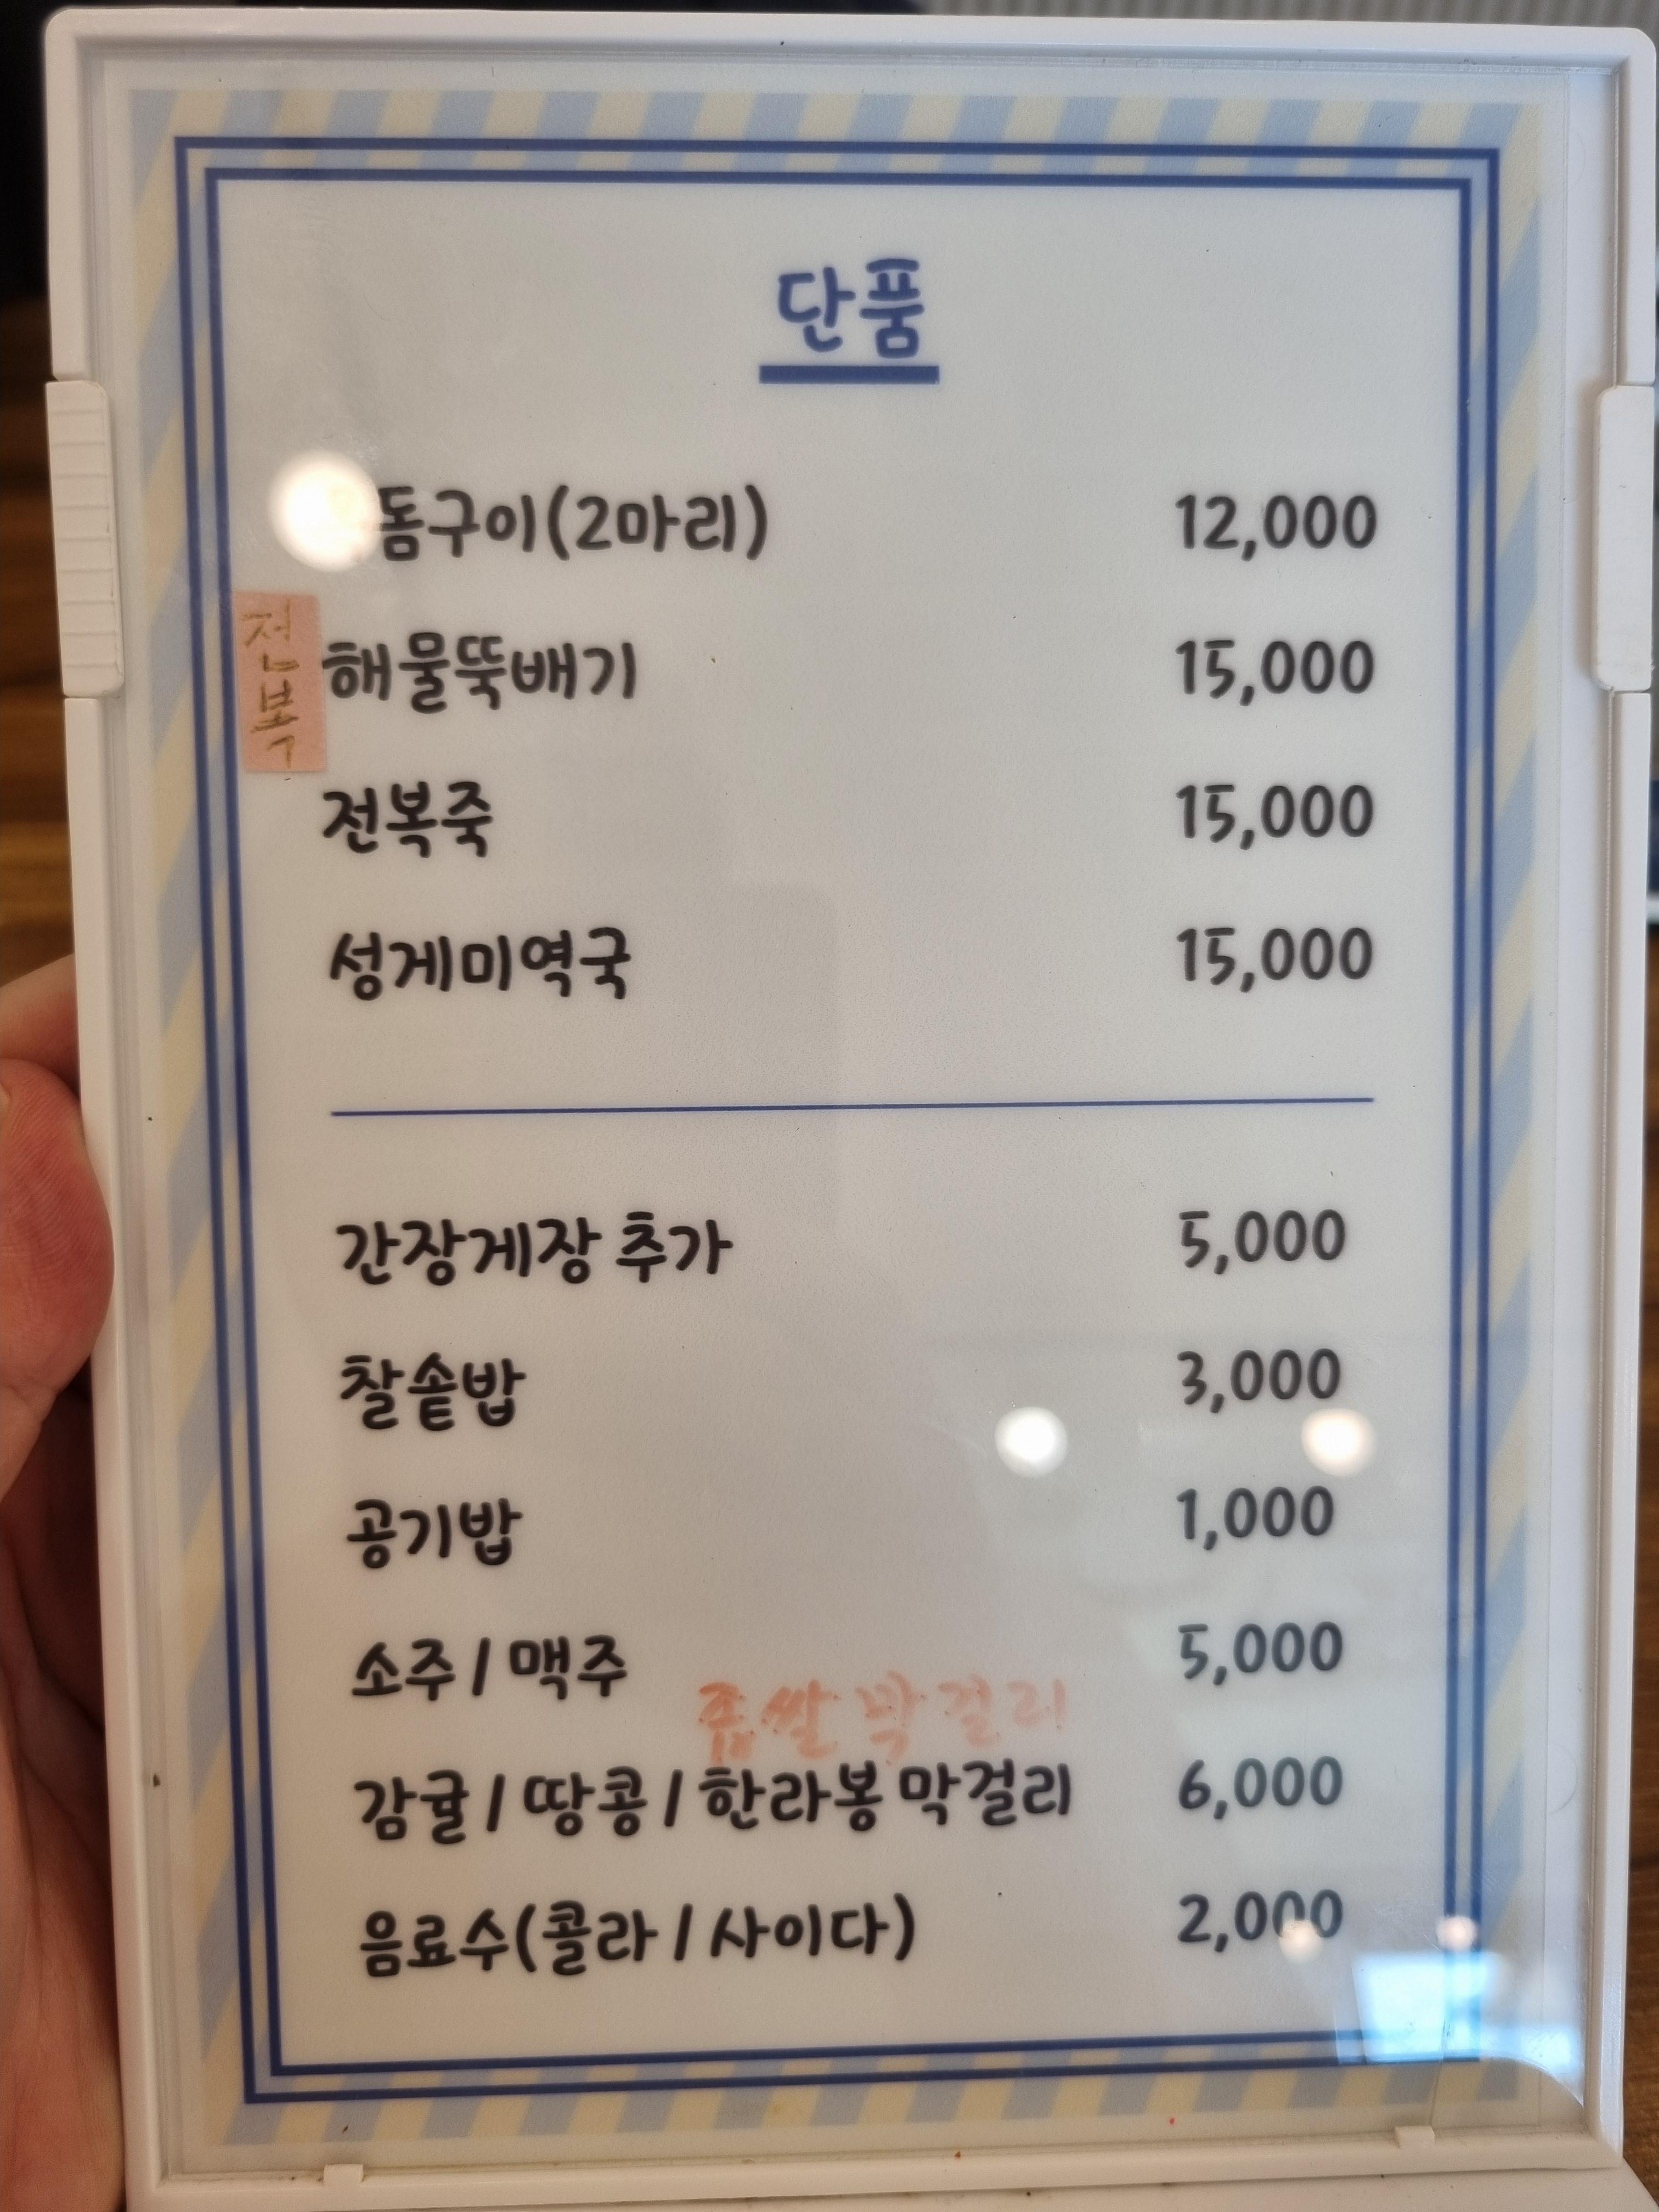 단품
돔구이(2마리) 12,000
전복
해물뚝배기 15,000
전복죽 15,000
성게미역국 15,000
간장게장 추가 5,000
찰솥밥 3,000
공기밥 1,000
소주 / 맥주 5,000
좁쌀 막걸리
감귤 / 땅콩 / 한라봉 막걸리 6,000
음료수(콜라 / 사이다) 2,000